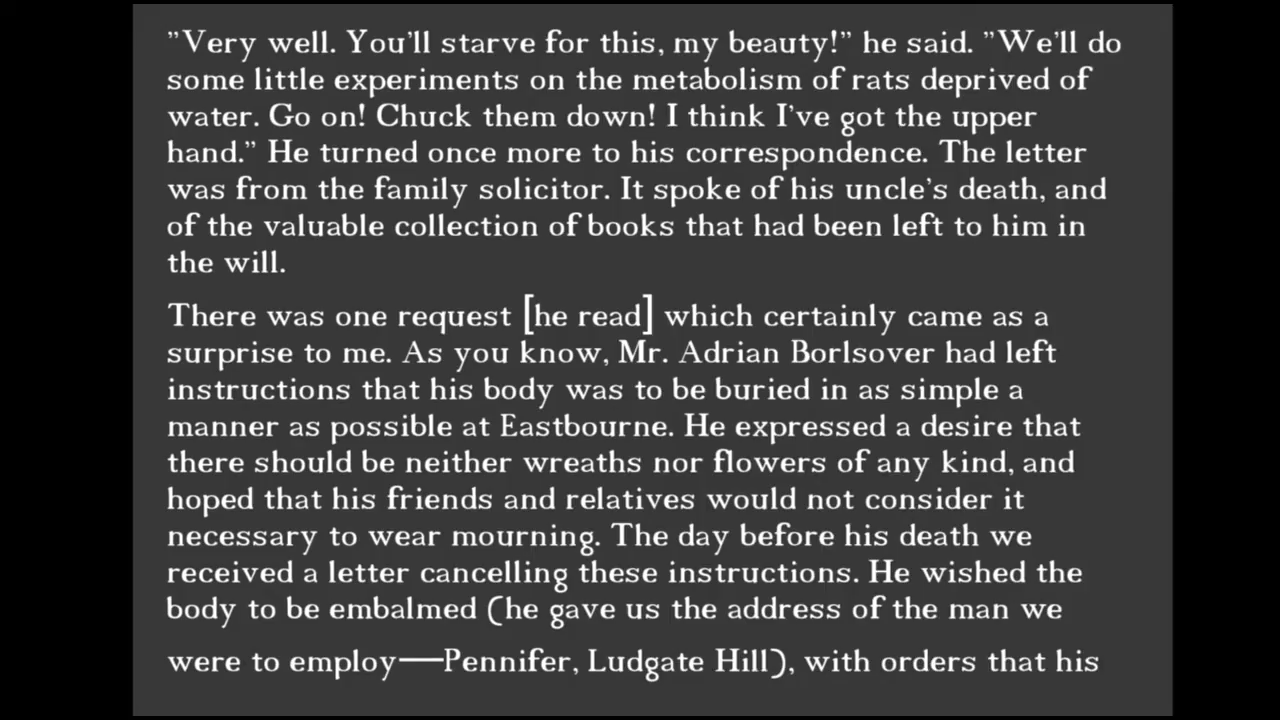 ”Very well. You’ll starve for this, my beauty!” he said. ”We’ll do
some little experiments on the metabolism of rats deprived of
water. Go on! Chuck them down! I think I’ve got the upper
hand.” He turned once more to his correspondence. The letter
was from the family solicitor. It spoke of his uncle’s death, and
of the valuable collection of books that had been left to him in
the will.
There was one request [he read] which certainly came as a
surprise to me. As you know, Mr. Adrian Borlsover had left
instructions that his body was to be buried in as simple a
manner as possible at Eastbourne. He expressed a desire that
there should be neither wreaths nor flowers of any kind, and
hoped that his friends and relatives would not consider it
necessary to wear mourning. The day before his death we
received a letter cancelling these instructions. He wished the
body to be embalmed (he gave us the address of the man we
were to employ—Pennifer, Ludgate Hill), with orders that his